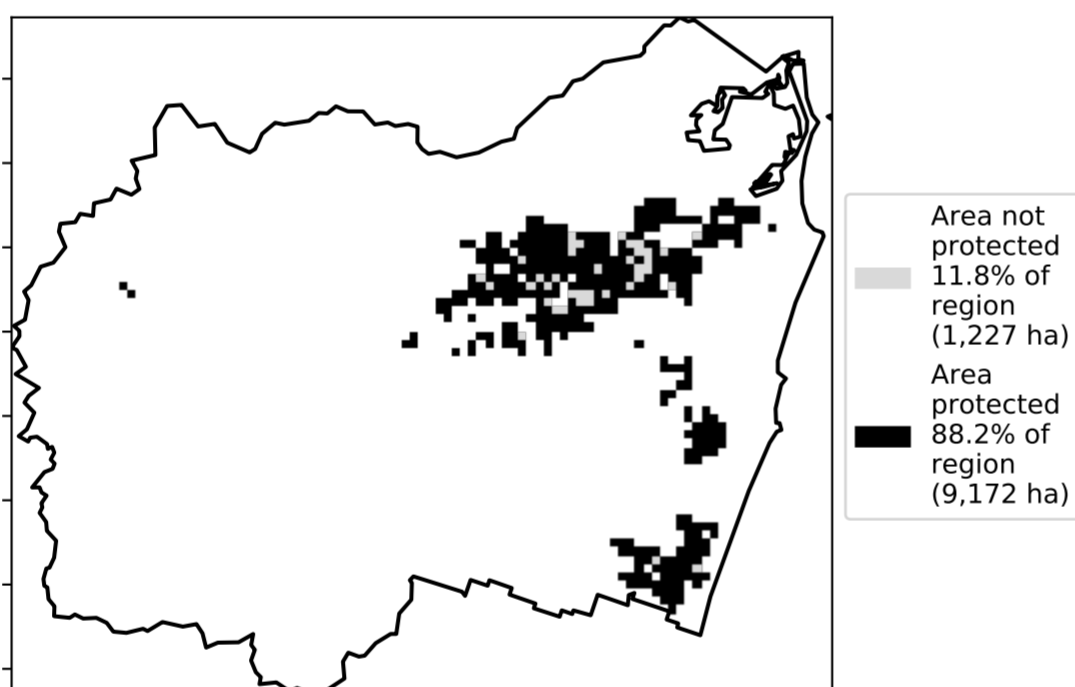 Area not
protected
11.8% of
region
(1,227 ha)
Area
protected
88.2% of
region
(9,172 ha)